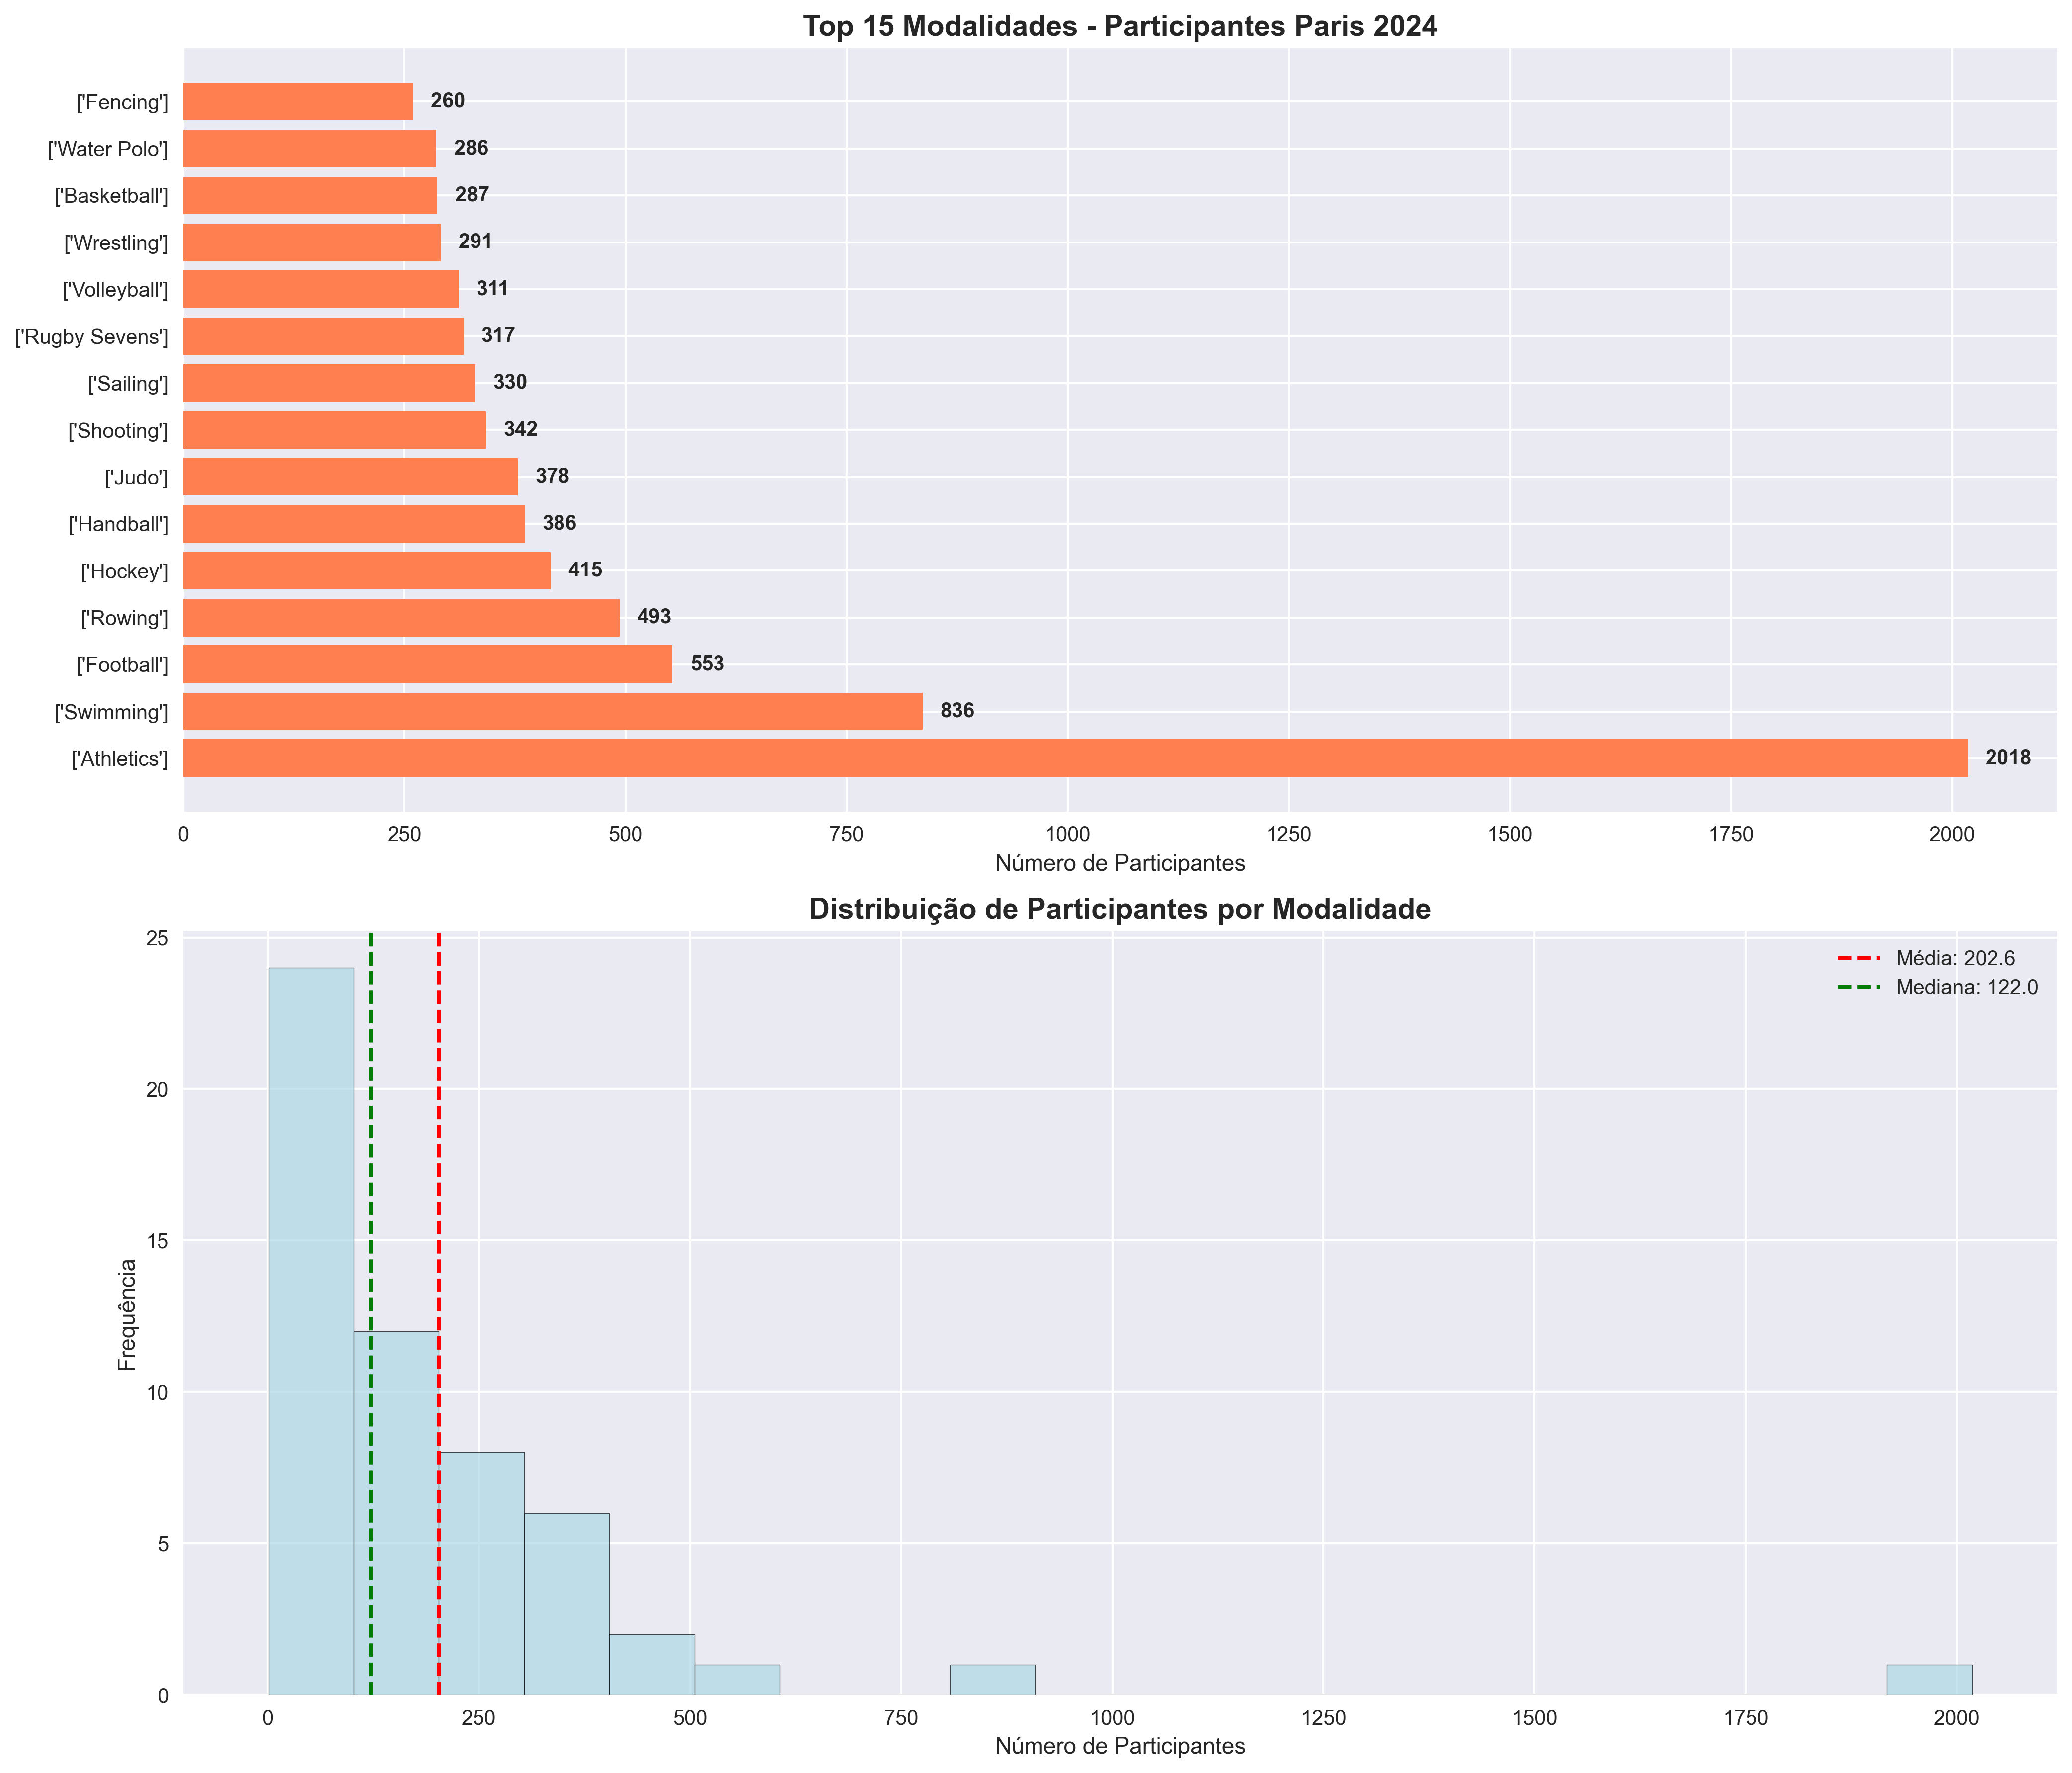 Top 15 Modalidades - Participantes Paris 2024
['Fencing'] 260
['Water Polo'] 286
['Basketball'] 287
['Wrestling'] 291
['Volleyball'] 311
['Rugby Sevens'] 317
['Sailing'] 330
['Shooting'] 342
['Judo'] 378
['Handball'] 386
['Hockey'] 415
['Rowing'] 493
['Football'] 553
['Swimming'] 836
['Athletics'] 2018
0 250 500 750 1000 1250 1500 1750 2000
Número de Participantes
Distribuição de Participantes por Modalidade
25
20
15
10
5
0
Frequência
Média: 202.6
Mediana: 122.0
0 250 500 750 1000 1250 1500 1750 2000
Número de Participantes